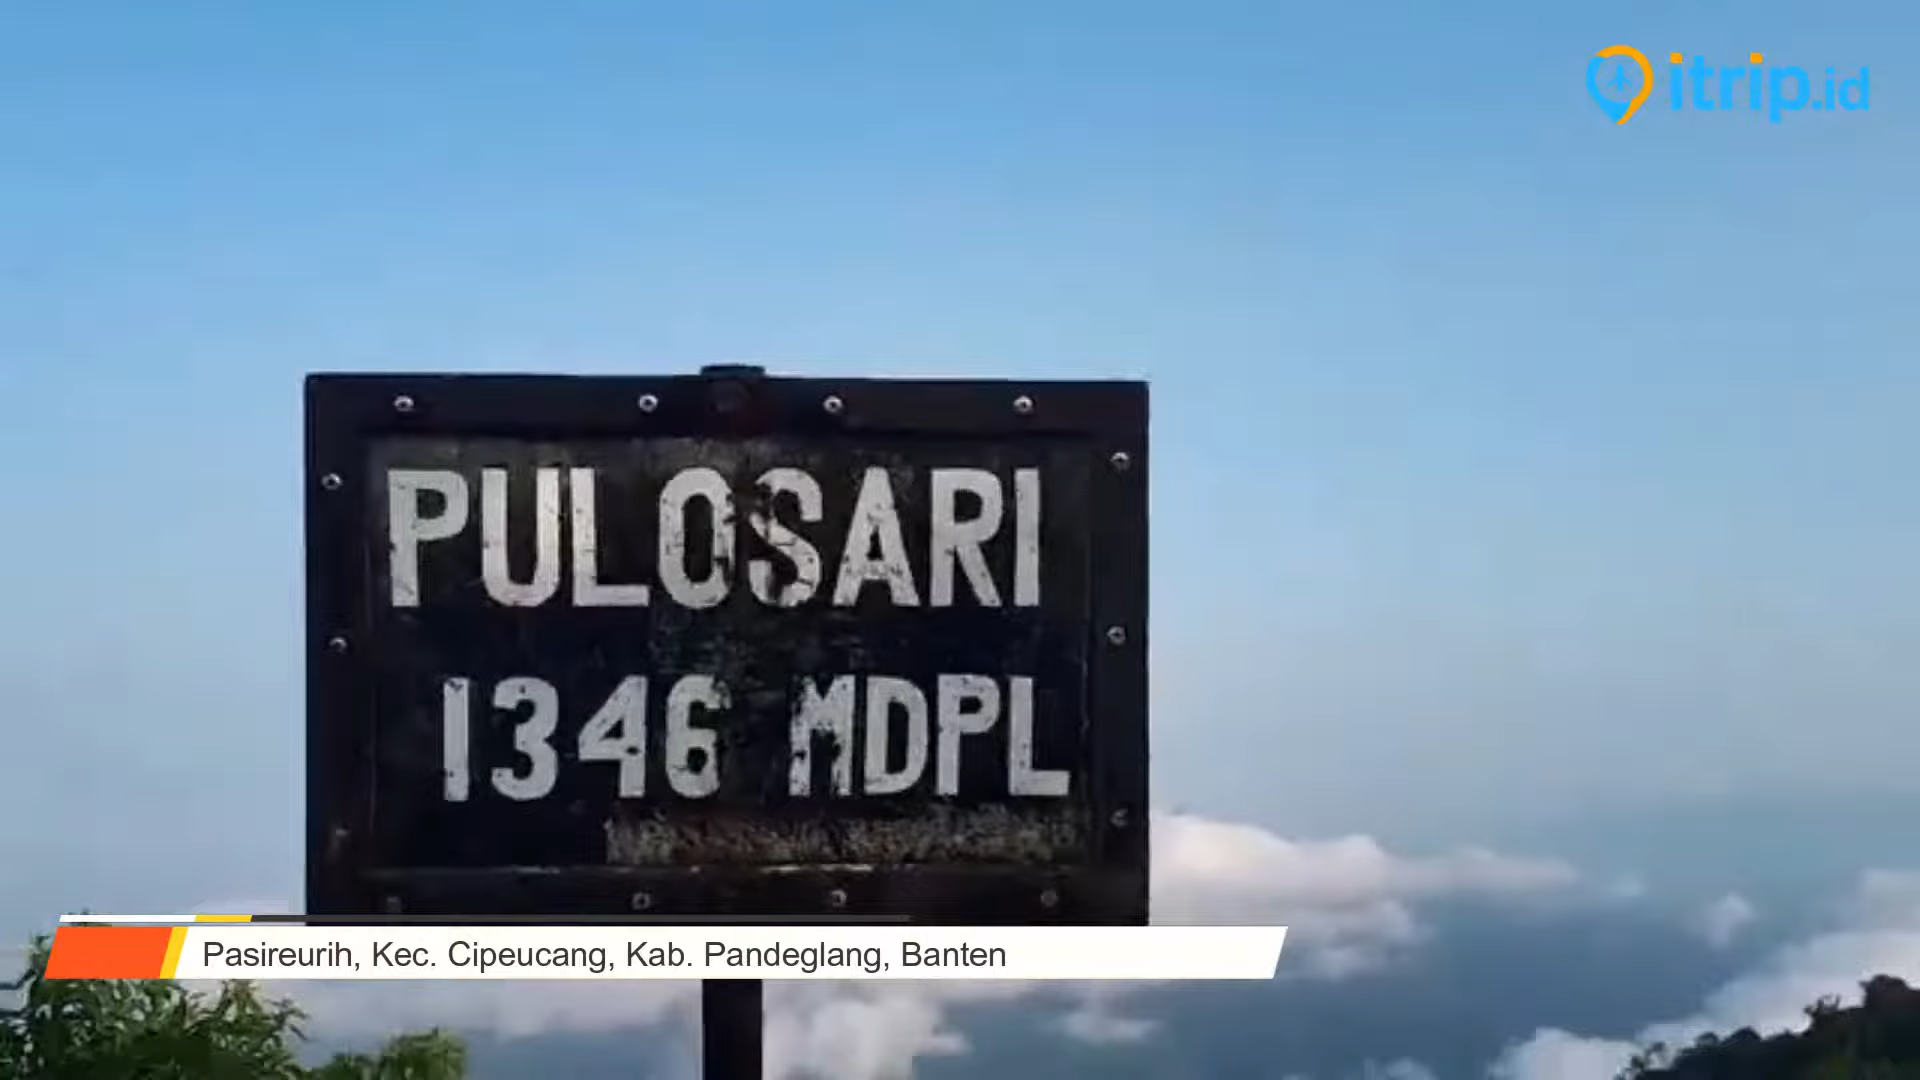 itrip.id
PULOSARI
1346 MDPL
Pasireurih, Kec. Cipeucang, Kab. Pandeglang, Banten